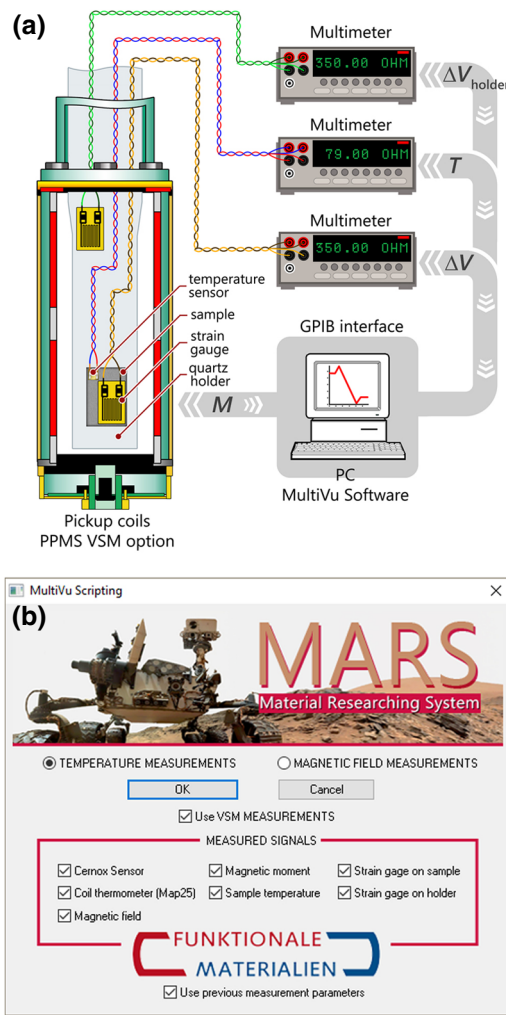 (a)
Multimeter
350.00 OHM
ΔV holder
Multimeter
79.00 OHM
T
Multimeter
350.00 OHM
ΔV
temperature
sensor
sample
strain
gauge
quartz
holder
GPIB interface
M
PC
MultiVu Software
Pickup coils
PPMS VSM option
MultiVu Scripting
(b)
MARS
Material Researching System
TEMPERATURE MEASUREMENTS MAGNETIC FIELD MEASUREMENTS
OK Cancel
Use VSM MEASUREMENTS
MEASURED SIGNALS
Cernox Sensor Magnetic moment Strain gage on sample
Coil thermometer (Map25) Sample temperature Strain gage on holder
Magnetic field
FUNKTIONALE
MATERIALIEN
Use previous measurement parameters